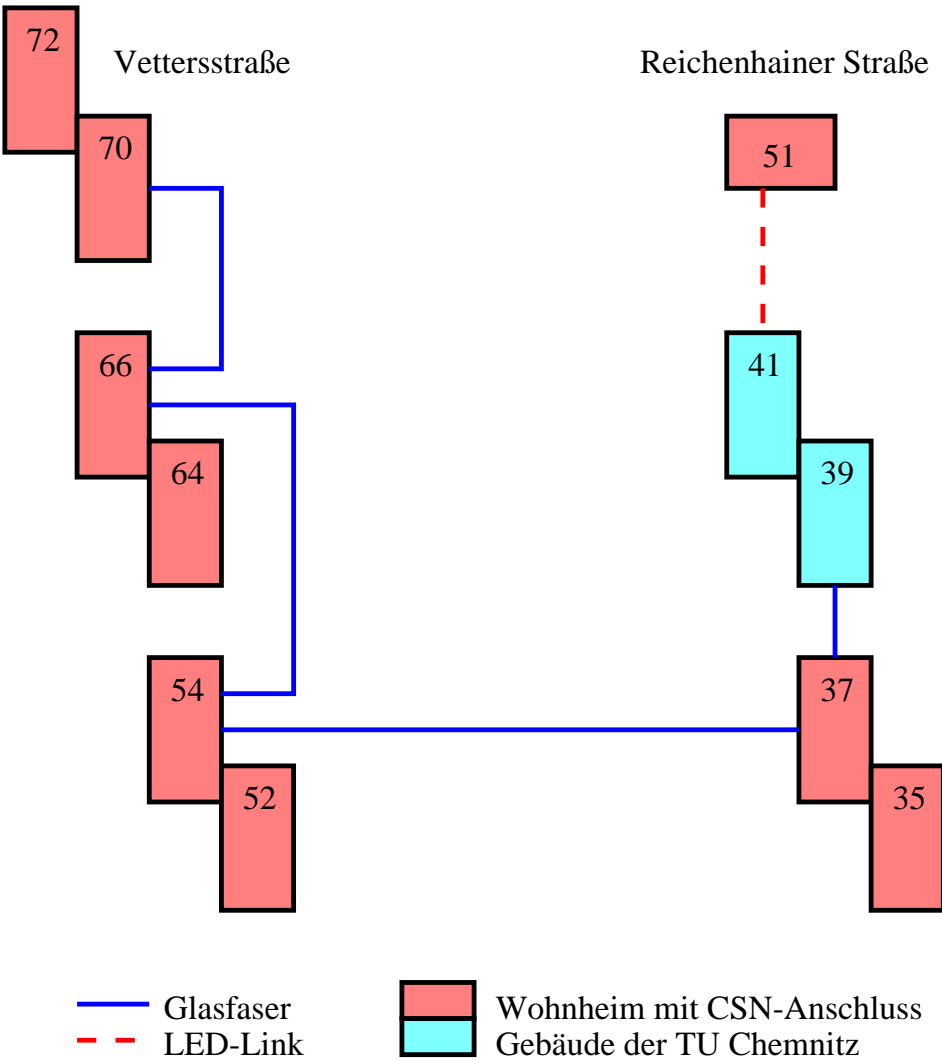 72
Vettersstraße
Reichenhainer Straße
70
51
66
41
64
39
54
37
52
35
Glasfaser
Wohnheim mit CSN-Anschluss
LED-Link
Gebäude der TU Chemnitz